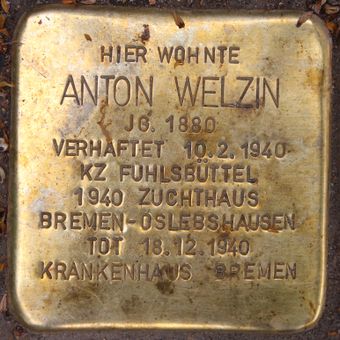 HIER WOHNTE
ANTON WELZIN
JG. 1880
VERHAFTET 10.2.1940
KZ FUHLSBÜTTEL
1940 ZUCHTHAUS
BREMEN-OSLEBSHAUSEN
TOT 18.12.1940
KRANKENHAUS BREMEN